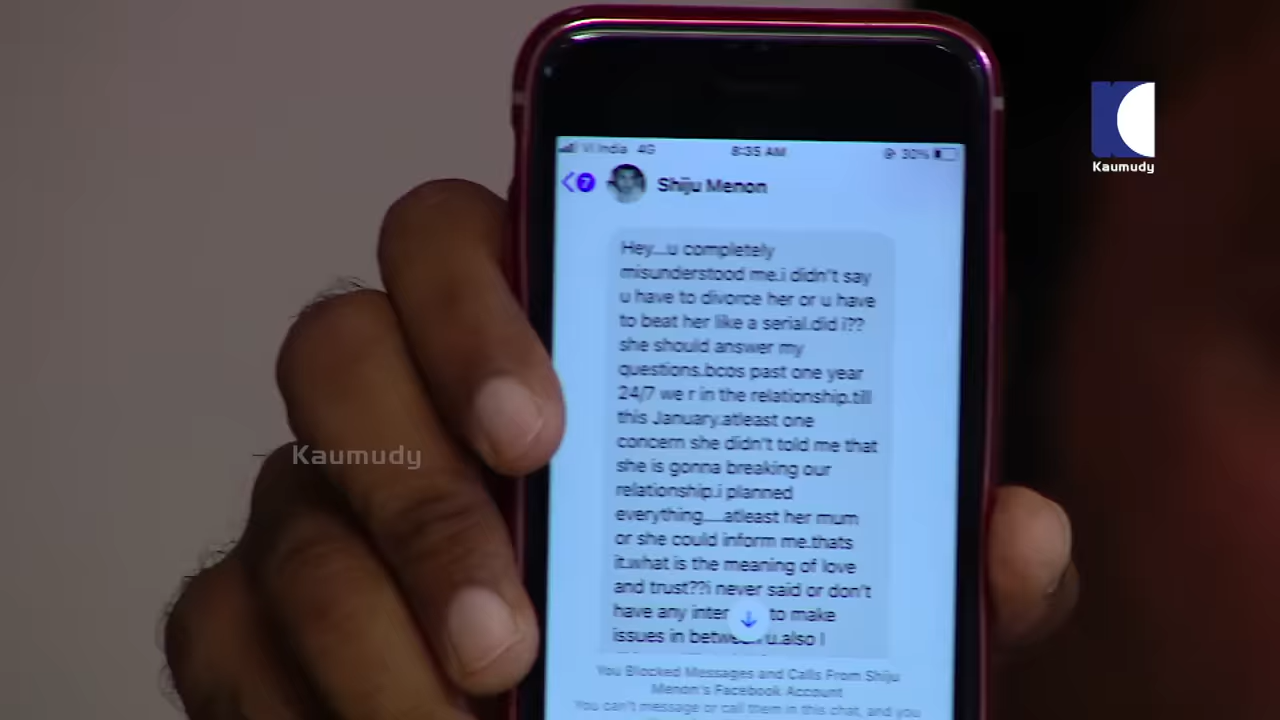 Vi India 4G 8:35 AM 30%
7 Shiju Menon
Kaumudy
Hey...u completely
misunderstood me.i didn't say
u have to divorce her or u have
to beat her like a serial.did i??
she should answer my
questions.bcos past one year
24/7 we r in the relationship.till
this January.atleast one
concern she didn't told me that
she is gonna breaking our
relationship.i planned
everything....atleast her mum
or she could inform me.thats
it.what is the meaning of love
and trust??i never said or don't
have any to make
issues in u.also I
Kaumudy
You Blocked Messages and Calls From Shiju
Menon's Facebook Account
You can't message or call them in this chat, and you